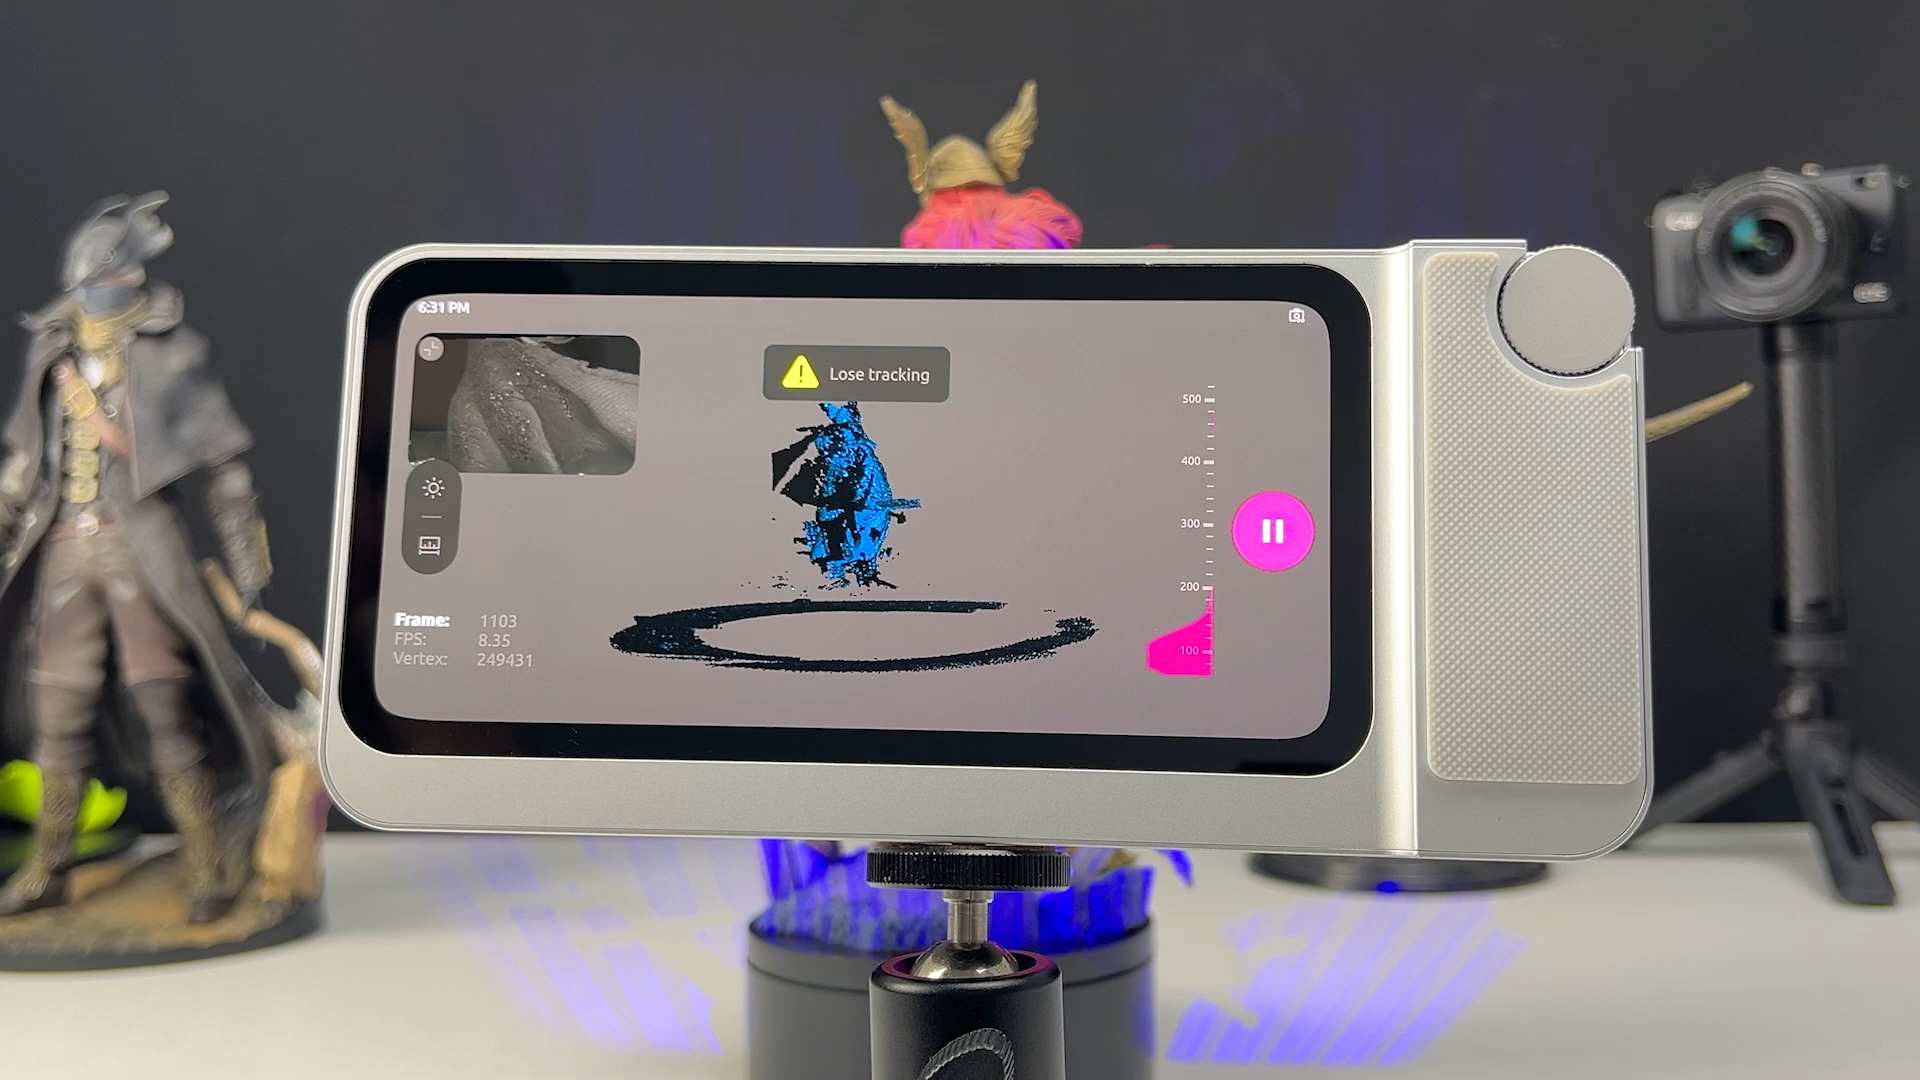 6:31 PM
Lose tracking
500
400
300
200
100
Frame: 1103
FPS: 8.35
Vertex: 249431